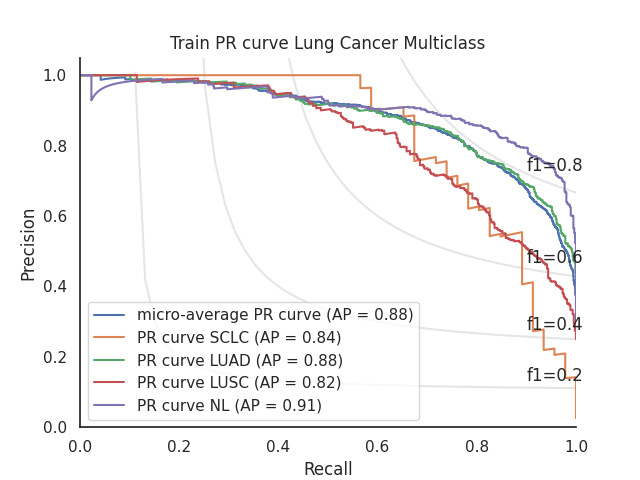 Train PR curve Lung Cancer Multiclass
1.0
0.8
0.6
0.4
0.2
0.0
Precision
f1=0.8
f1=0.6
f1=0.4
f1=0.2
micro-average PR curve (AP = 0.88)
PR curve SCLC (AP = 0.84)
PR curve LUAD (AP = 0.88)
PR curve LUSC (AP = 0.82)
PR curve NL (AP = 0.91)
0.0 0.2 0.4 0.6 0.8 1.0
Recall